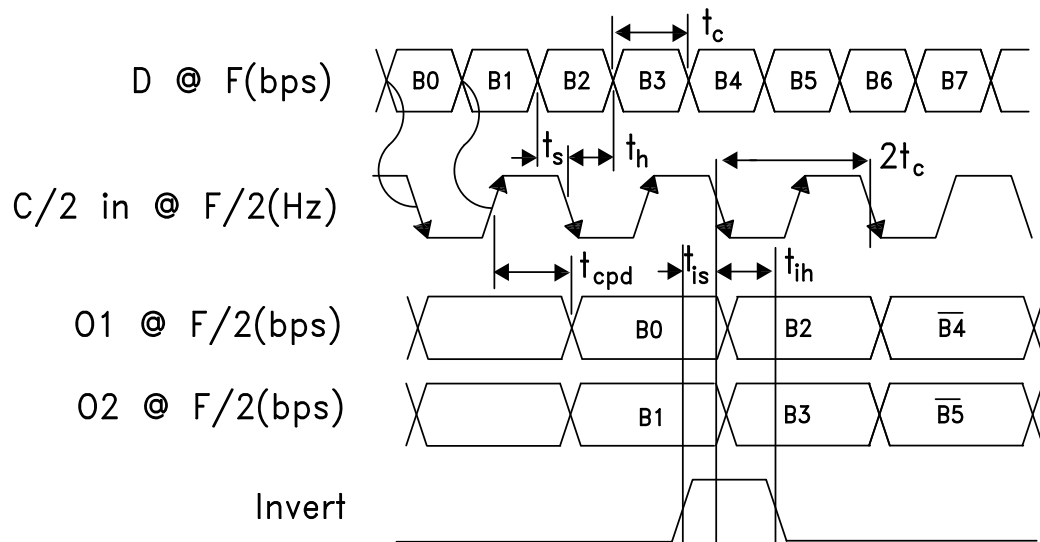 t_c
D @ F(bps) B0 B1 B2 B3 B4 B5 B6 B7
t_s t_h 2t_c
C/2 in @ F/2(Hz)
t_cpd t_is t_ih
O1 @ F/2(bps) B0 B2 B̅4̅
O2 @ F/2(bps) B1 B3 B̅5̅
Invert